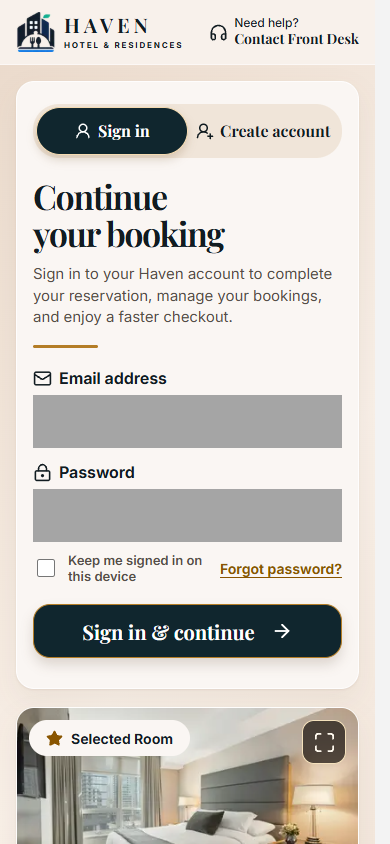 HAVEN
HOTEL & RESIDENCES
Need help?
Contact Front Desk
Sign in
Create account
Continue
your booking
Sign in to your Haven account to complete
your reservation, manage your bookings,
and enjoy a faster checkout.
Email address
Password
Keep me signed in on
this device
Forgot password?
Sign in & continue
Selected Room